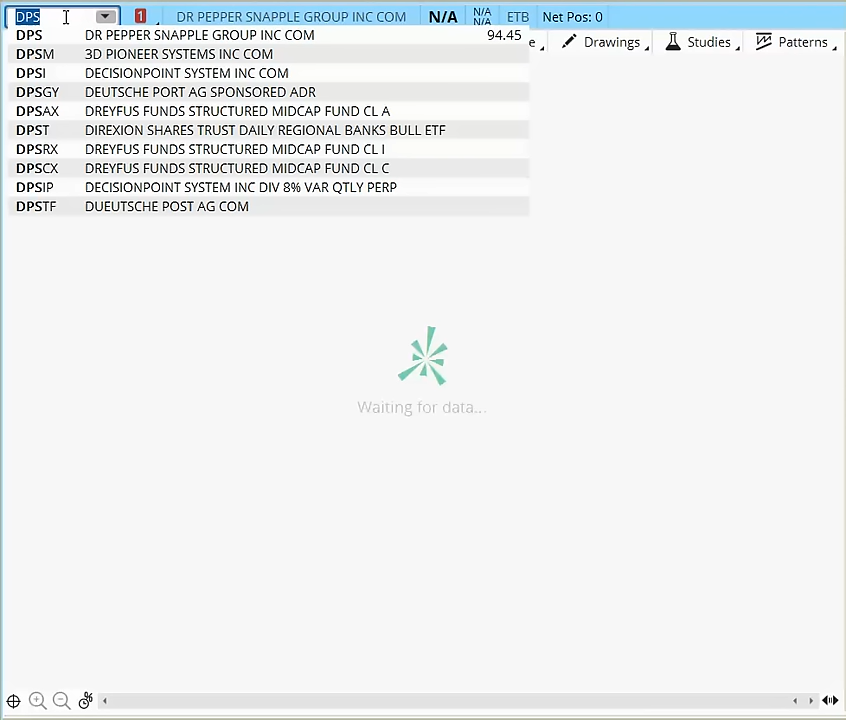 DPS 1 DR PEPPER SNAPPLE GROUP INC COM N/A N/A N/A ETB Net Pos: 0
e Drawings Studies Patterns
DPS DR PEPPER SNAPPLE GROUP INC COM 94.45
DPSM 3D PIONEER SYSTEMS INC COM
DPSI DECISIONPOINT SYSTEM INC COM
DPSGY DEUTSCHE PORT AG SPONSORED ADR
DPSAX DREYFUS FUNDS STRUCTURED MIDCAP FUND CL A
DPST DIREXION SHARES TRUST DAILY REGIONAL BANKS BULL ETF
DPSRX DREYFUS FUNDS STRUCTURED MIDCAP FUND CL I
DPSCX DREYFUS FUNDS STRUCTURED MIDCAP FUND CL C
DPSIP DECISIONPOINT SYSTEM INC DIV 8% VAR QTLY PERP
DPSTF DUEUTSCHE POST AG COM
Waiting for data...
%